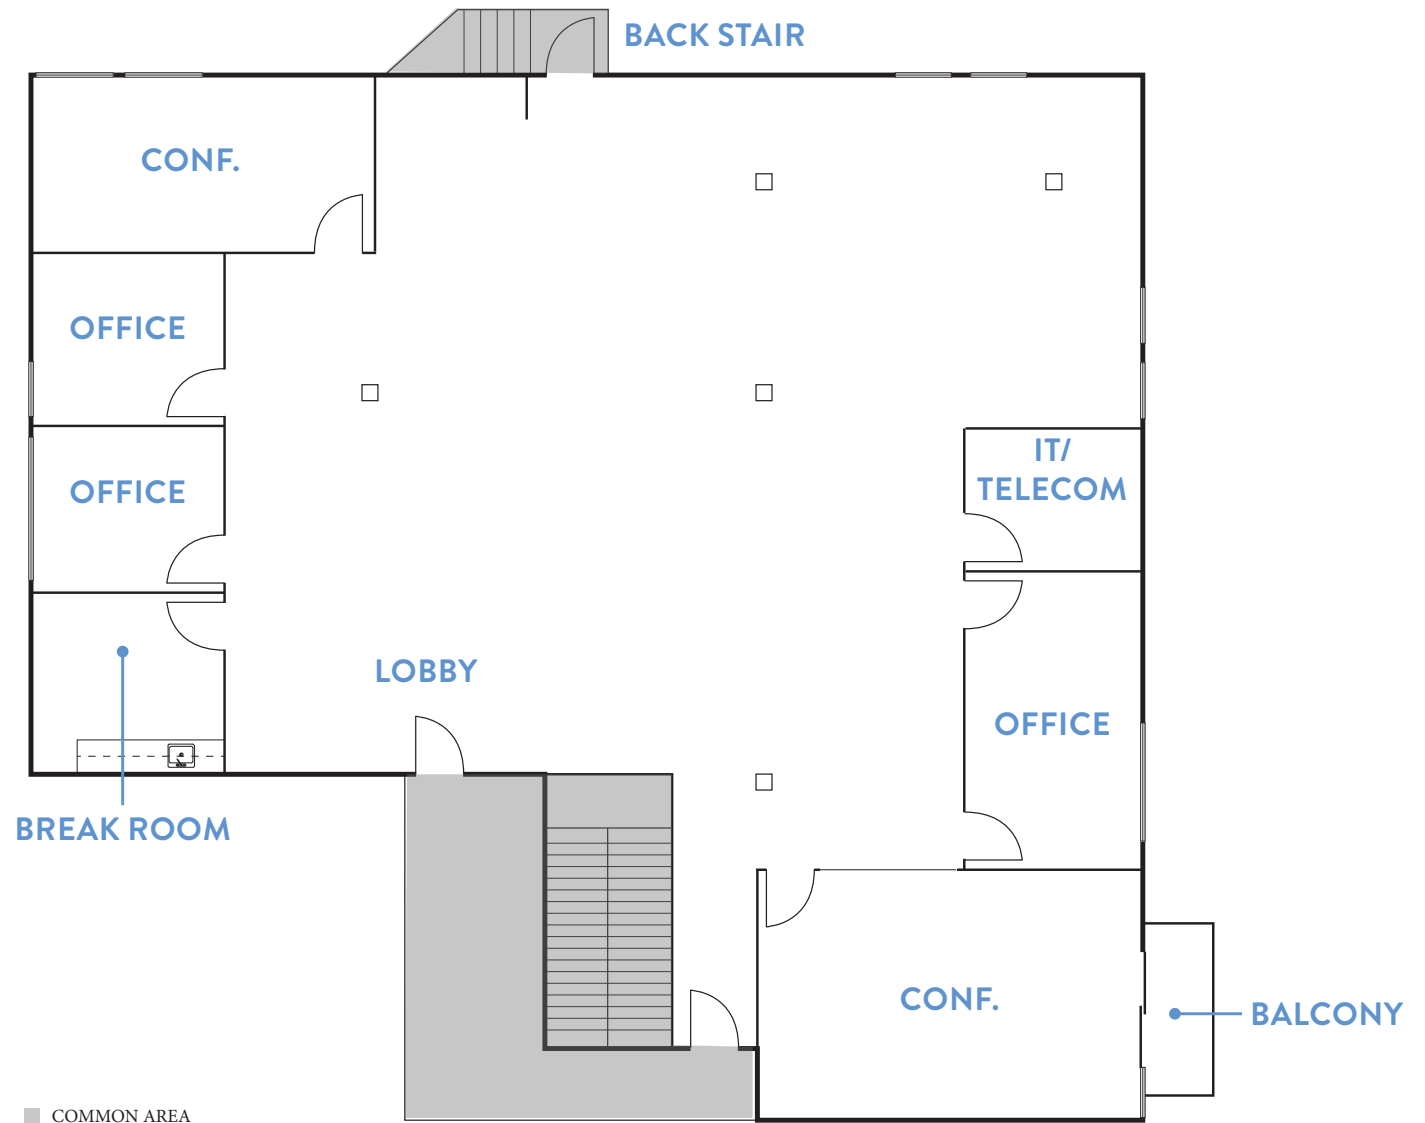 BACK STAIR
CONF.
OFFICE
OFFICE
IT/
TELECOM
LOBBY
OFFICE
BREAK ROOM
CONF.
BALCONY
COMMON AREA